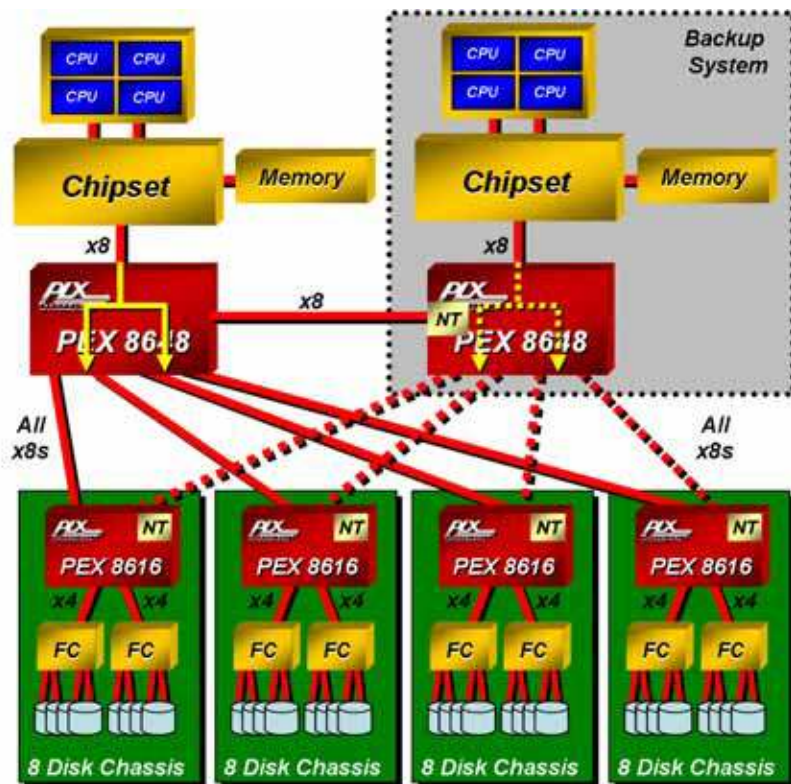 CPU CPU
CPU CPU
Chipset
Memory
x8
PLX
PEX 8648
x8
Backup
System
CPU CPU
CPU CPU
Chipset
Memory
x8
PLX
NT
PEX 8648
All
x8s
All
x8s
PLX
NT
PEX 8616
x4 x4
FC FC
8 Disk Chassis
PLX
NT
PEX 8616
x4 x4
FC FC
8 Disk Chassis
PLX
NT
PEX 8616
x4 x4
FC FC
8 Disk Chassis
PLX
NT
PEX 8616
x4 x4
FC FC
8 Disk Chassis